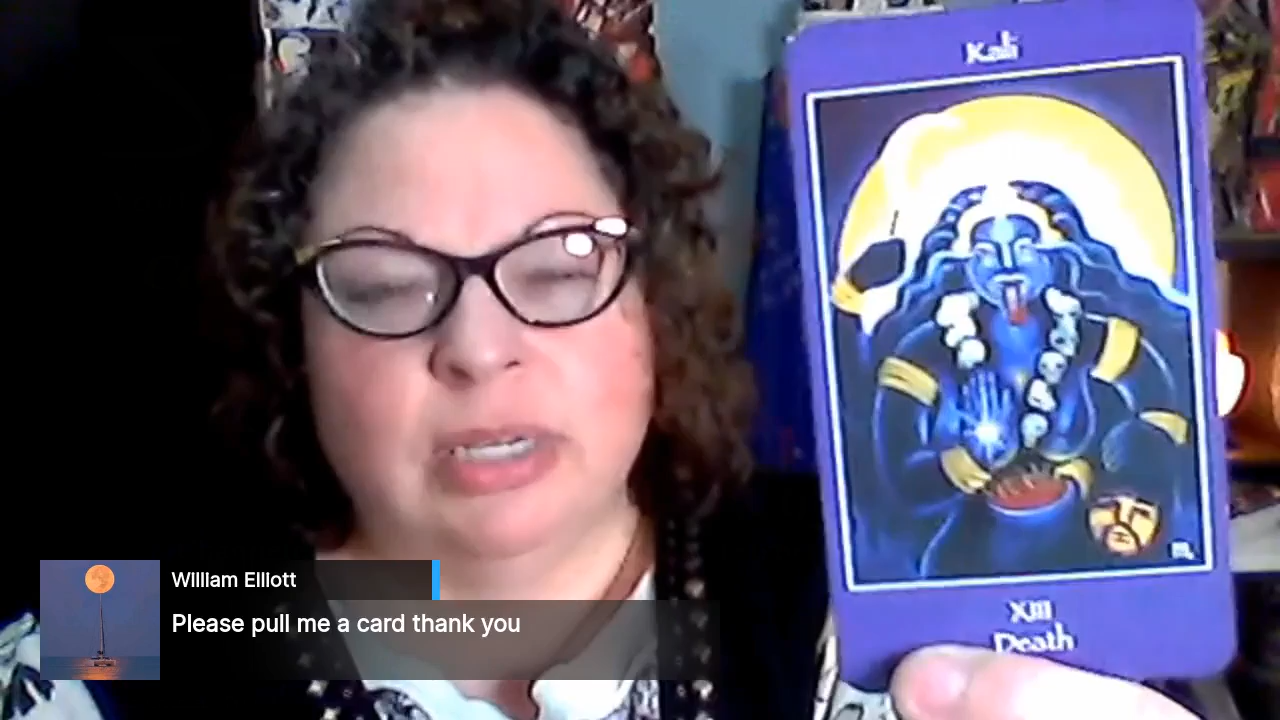 Kali
XIII
Death
William Elliott
Please pull me a card thank you